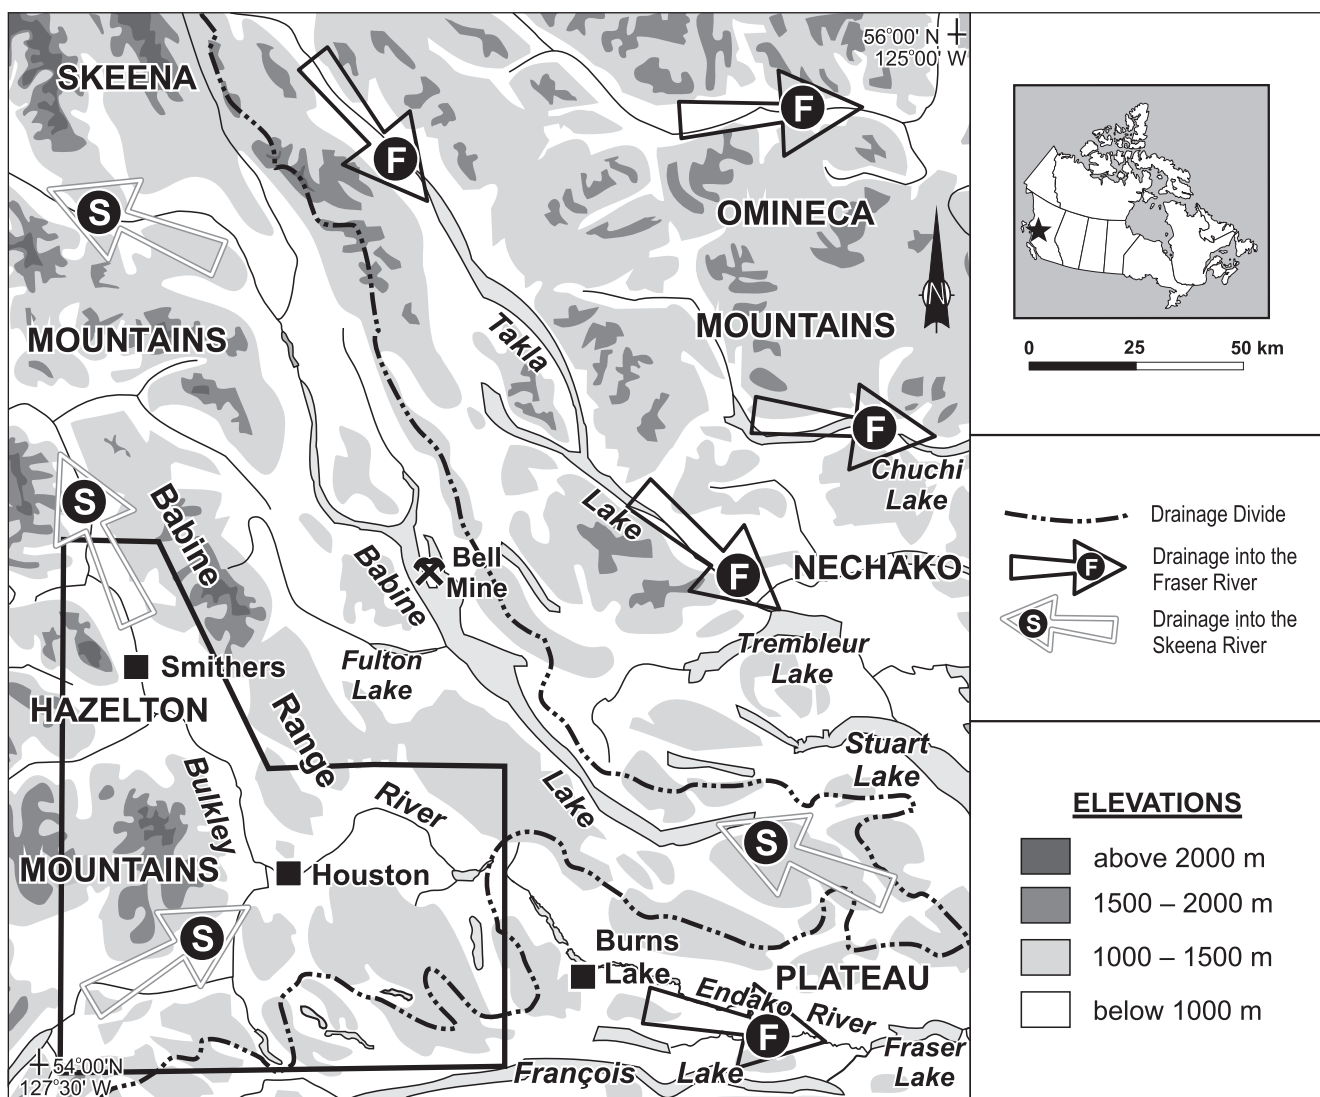 SKEENA
56°00' N
125°00' W
F
F
S
OMINECA
N
MOUNTAINS
MOUNTAINS
Takla
F
Chuchi
Lake
S
Babine
Lake
Babine
Bell
Mine
F
NECHAKO
Smithers
Fulton
Lake
Trembleur
Lake
HAZELTON
Range
Stuart
Lake
Bulkley
River
Lake
S
MOUNTAINS
Houston
S
Burns
Lake
PLATEAU
Endako River
F
54°00'N
127°30' W
François Lake
Fraser
Lake
0 25 50 km
Drainage Divide
F
Drainage into the
Fraser River
S
Drainage into the
Skeena River
ELEVATIONS
above 2000 m
1500 – 2000 m
1000 – 1500 m
below 1000 m